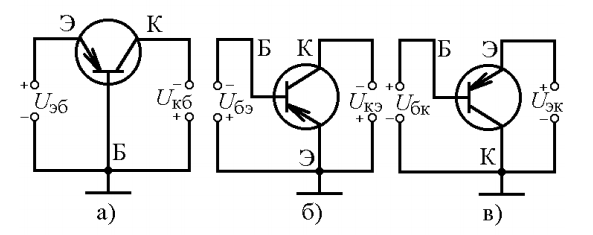 Э К Б К Б Э
+ − − − + +
Uэб Uкб Uбэ Uкэ Uбк Uэк
− + + + − −
Б Э К
а) б) в)